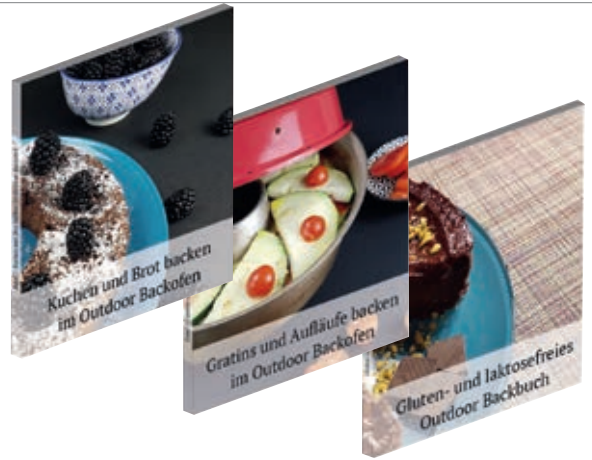 Kuchen und Brot backen
im Outdoor Backofen
Gratins und Aufläufe backen
im Outdoor Backofen
Gluten- und laktosefreies
Outdoor Backbuch